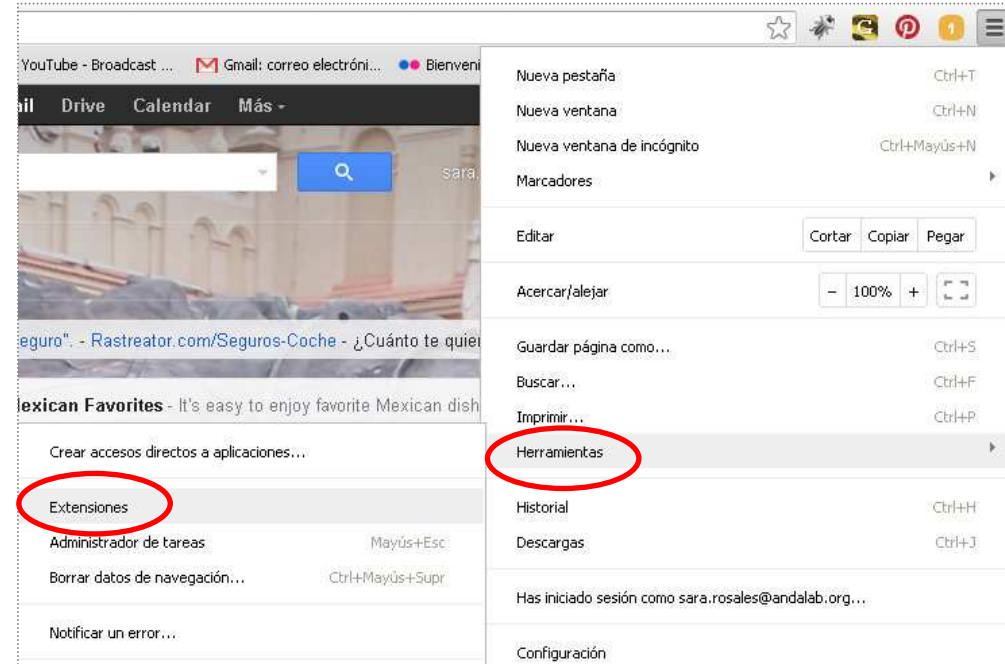 1
YouTube - Broadcast ... Gmail: correo electróni... Bienveni
ail Drive Calendar Más
sara.
eguro". - Rastreator.com/Seguros-Coche - ¿Cuánto te quier
lexican Favorites - It's easy to enjoy favorite Mexican dish
Crear accesos directos a aplicaciones...
Extensiones
Administrador de tareas Mayús+Esc
Borrar datos de navegación... Ctrl+Mayús+Supr
Notificar un error...
Nueva pestaña Ctrl+T
Nueva ventana Ctrl+N
Nueva ventana de incógnito Ctrl+Mayús+N
Marcadores
Editar Cortar Copiar Pegar
Acercar/alejar - 100% +
Guardar página como... Ctrl+S
Buscar... Ctrl+F
Imprimir... Ctrl+P
Herramientas
Historial Ctrl+H
Descargas Ctrl+J
Has iniciado sesión como sara.rosales@andalab.org...
Configuración